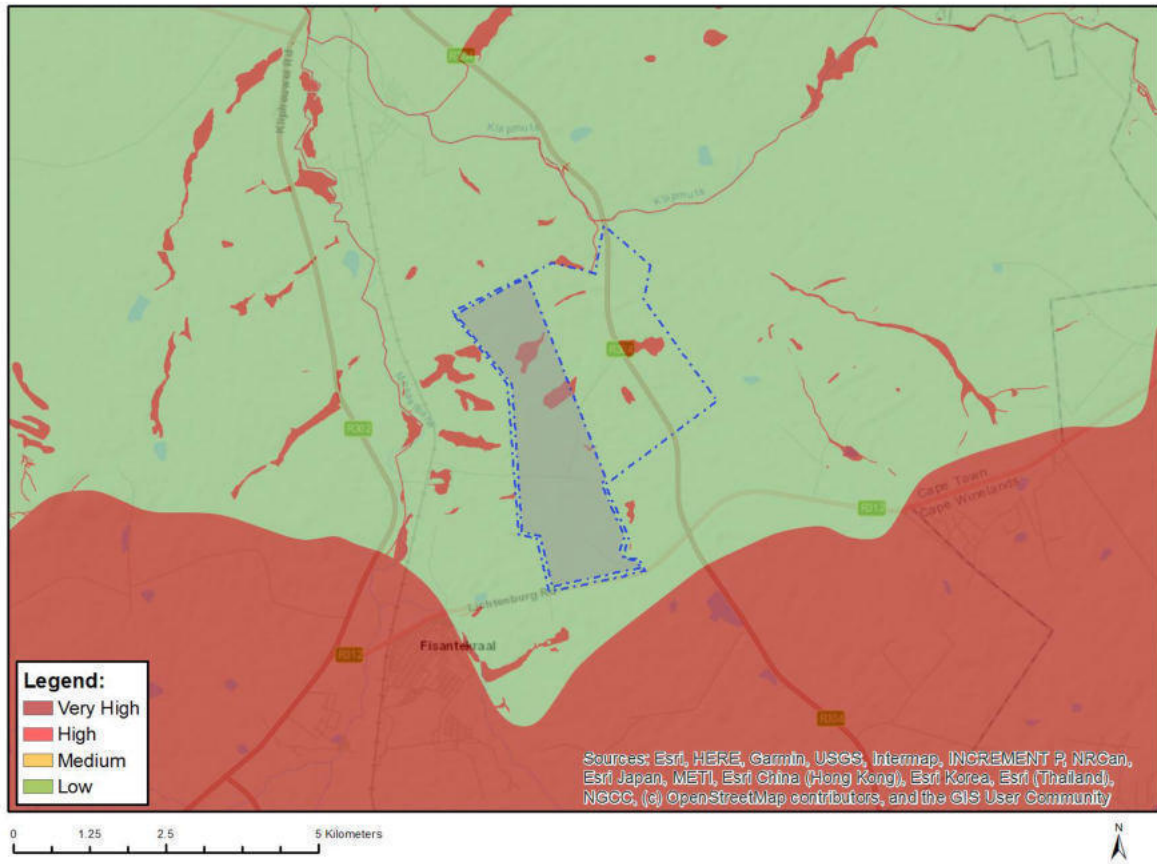 Klipheuwel Rd
R304
Klapmuts
Klapmuts
R304
R302
R312
Cape Town
Cape Winelands
Lichtenburg Rd
Fisantekraal
R312
R304
Legend:
Very High
High
Medium
Low
Sources: Esri, HERE, Garmin, USGS, Intermap, INCREMENT P, NRCan,
Esri Japan, METI, Esri China (Hong Kong), Esri Korea, Esri (Thailand),
NGCC, (c) OpenStreetMap contributors, and the GIS User Community
0 1.25 2.5 5 Kilometers
N